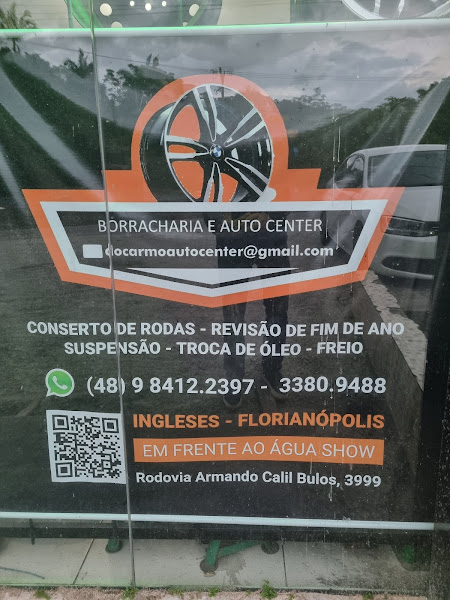 BORRACHARIA E AUTO CENTER
docarmoautocenter@gmail.com
CONSERTO DE RODAS - REVISÃO DE FIM DE ANO
SUSPENSÃO - TROCA DE ÓLEO - FREIO
(48) 9 8412.2397 - 3380.9488
INGLESES - FLORIANÓPOLIS
EM FRENTE AO ÁGUA SHOW
Rodovia Armando Calil Bulos, 3999